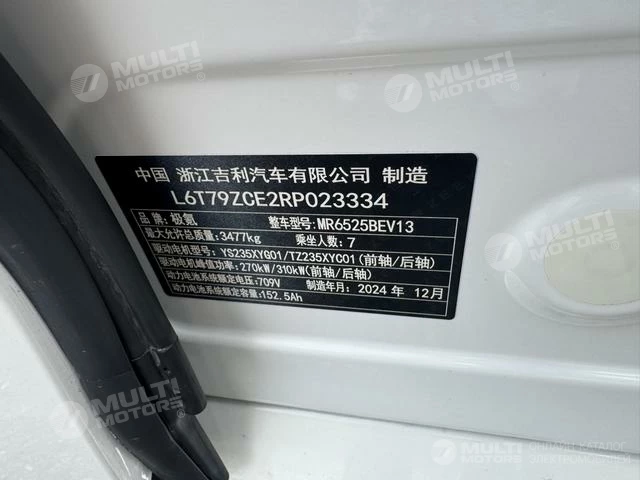 MULTI
MOTORS
MULTI
MOTORS
中国 浙江吉利汽车有限公司 制造
L6T79ZCE2RP023334
品牌:极氪 整车型号:MR6525BEV13
最大允许总质量:3477kg 乘坐人数:7
驱动电机型号:YS235XYG01/TZ235XYC01(前轴/后轴)
驱动电机峰值功率:270kW/310kW(前轴/后轴)
动力电池系统额定电压:709V 制造年月:2024 年 12月
动力电池系统额定容量:152.5Ah
MULTI
MOTORS
MULTI
MOTORS
ОНЛАЙН-КАТАЛОГ
ЭЛЕКТРОМОБИЛЕЙ